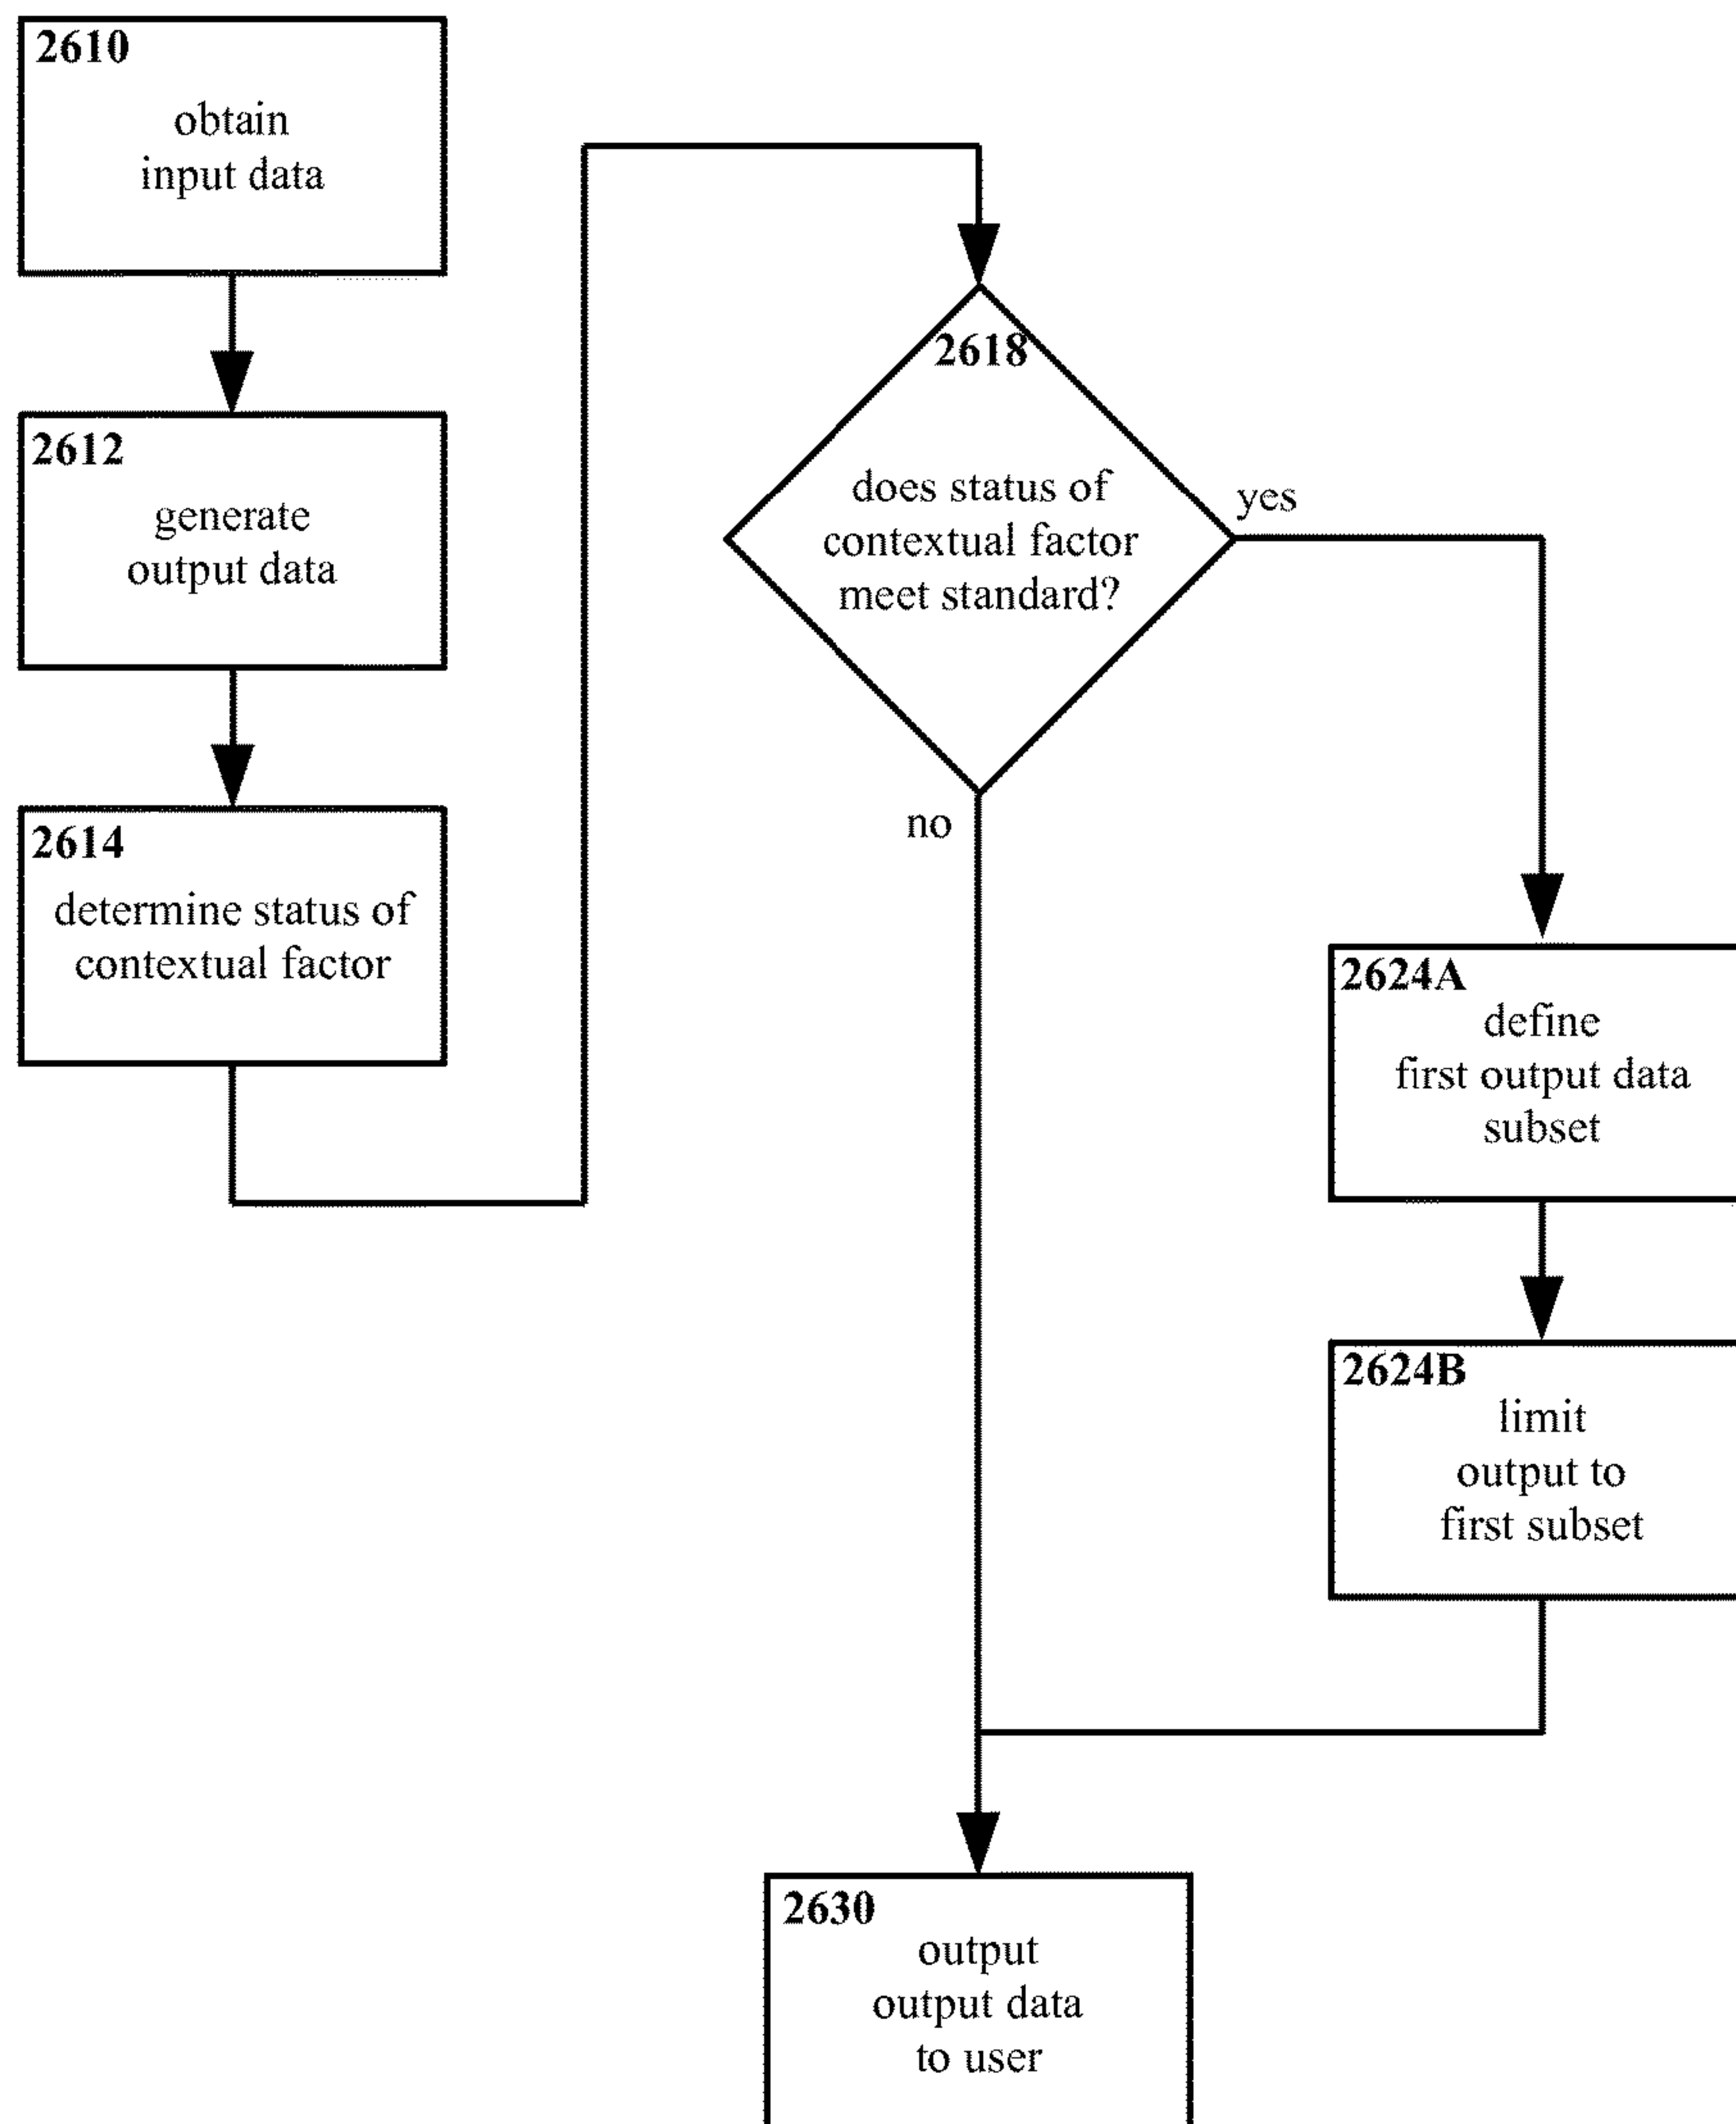 2610
obtain
input data
2612
generate
output data
2614
determine status of
contextual factor
2618
does status of
contextual factor
meet standard?
yes
no
2624A
define
first output data
subset
2624B
limit
output to
first subset
2630
output
output data
to user